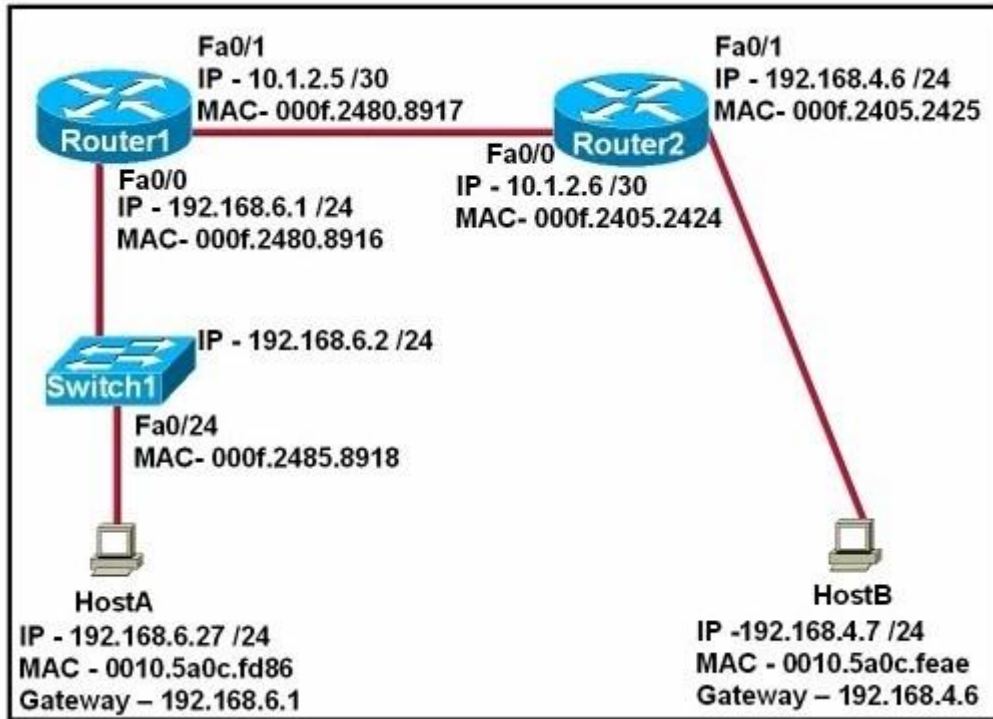 Fa0/1
IP - 10.1.2.5 /30
MAC- 000f.2480.8917
Router1
Fa0/1
IP - 192.168.4.6 /24
MAC- 000f.2405.2425
Router2
Fa0/0
IP - 10.1.2.6 /30
MAC- 000f.2405.2424
Fa0/0
IP - 192.168.6.1 /24
MAC- 000f.2480.8916
IP - 192.168.6.2 /24
Switch1
Fa0/24
MAC- 000f.2485.8918
HostA
IP - 192.168.6.27 /24
MAC - 0010.5a0c.fd86
Gateway – 192.168.6.1
HostB
IP -192.168.4.7 /24
MAC - 0010.5a0c.feae
Gateway – 192.168.4.6